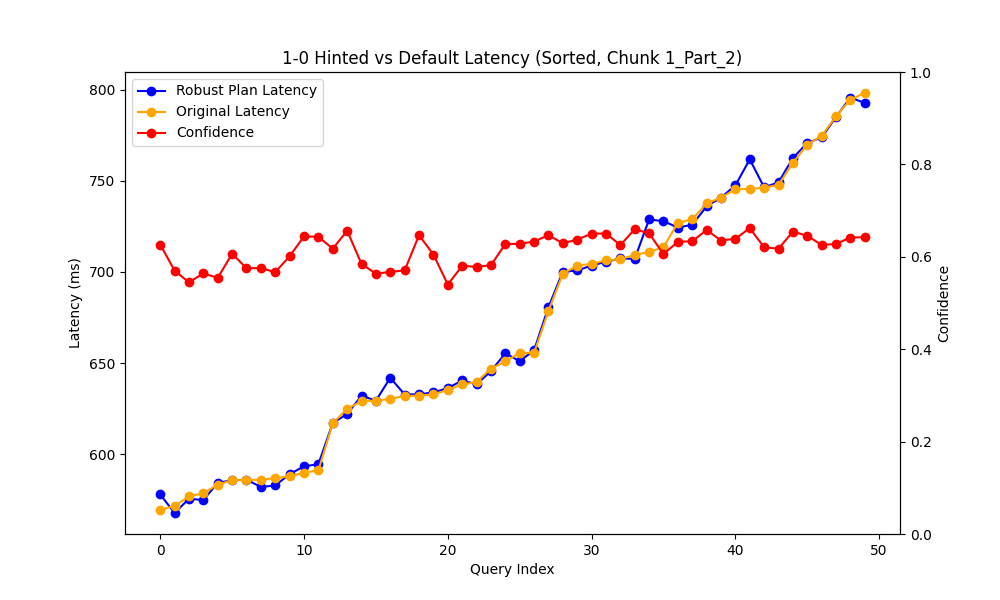 1-0 Hinted vs Default Latency (Sorted, Chunk 1_Part_2)
Robust Plan Latency
Original Latency
Confidence
800
750
700
650
600
Latency (ms)
1.0
0.8
0.6
0.4
0.2
0.0
Confidence
0 10 20 30 40 50
Query Index